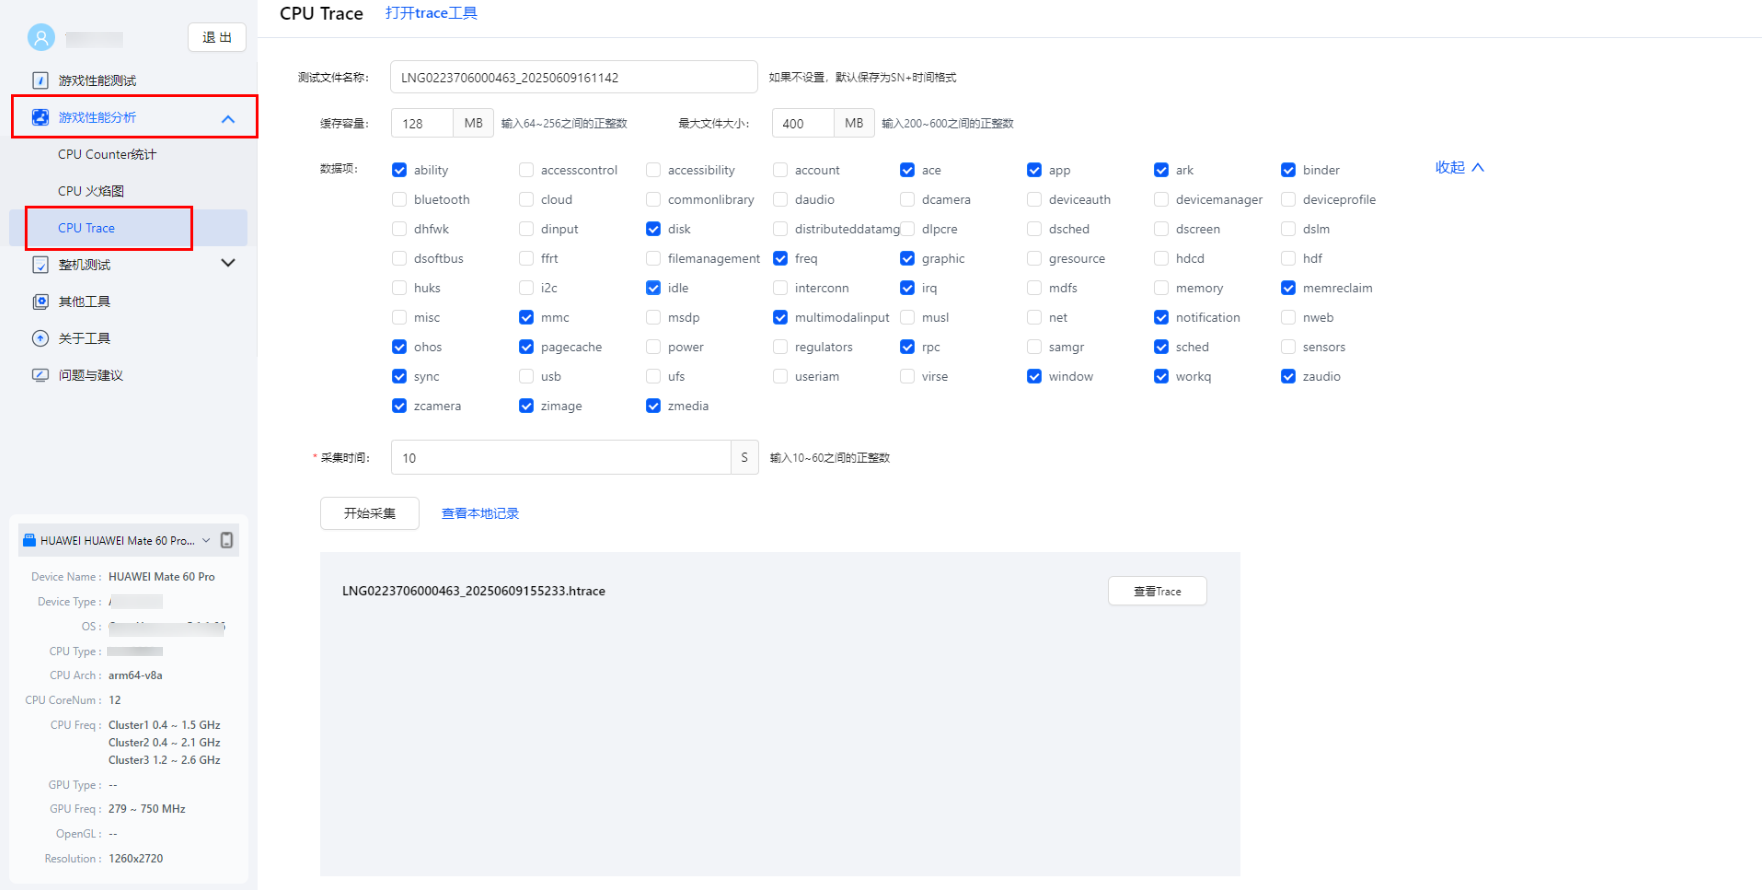 CPU Trace 打开trace工具
退 出
游戏性能测试
游戏性能分析
CPU Counter统计
CPU 火焰图
CPU Trace
整机测试
其他工具
关于工具
问题与建议
HUAWEI HUAWEI Mate 60 Pro...
Device Name : HUAWEI Mate 60 Pro
Device Type :
OS :
CPU Type :
CPU Arch : arm64-v8a
CPU CoreNum : 12
CPU Freq : Cluster1 0.4 ~ 1.5 GHz
Cluster2 0.4 ~ 2.1 GHz
Cluster3 1.2 ~ 2.6 GHz
GPU Type : --
GPU Freq : 279 ~ 750 MHz
OpenGL : --
Resolution : 1260x2720
测试文件名称: LNG0223706000463_20250609161142 如果不设置，默认保存为SN+时间格式
缓存容量: 128 MB 输入64~256之间的正整数 最大文件大小: 400 MB 输入200~600之间的正整数
数据项: ability accesscontrol accessibility account ace app ark binder 收起
bluetooth cloud commonlibrary daudio dcamera deviceauth devicemanager deviceprofile
dhfwk dinput disk distributeddatamg dlpcre dsched dscreen dslm
dsoftbus ffrt filemanagement freq graphic gresource hdcd hdf
huks i2c idle interconn irq mdfs memory memreclaim
misc mmc msdp multimodalinput musl net notification nweb
ohos pagecache power regulators rpc samgr sched sensors
sync usb ufs useriam virse window workq zaudio
zcamera zimage zmedia
* 采集时间: 10 S 输入10~60之间的正整数
开始采集 查看本地记录
LNG0223706000463_20250609155233.htrace 查看Trace